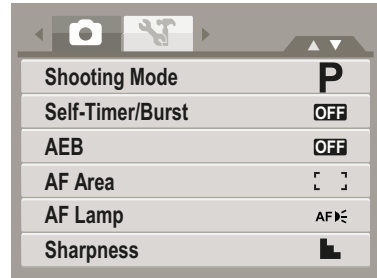 Shooting Mode P
Self-Timer/Burst OFF
AEB OFF
AF Area
AF Lamp AF
Sharpness